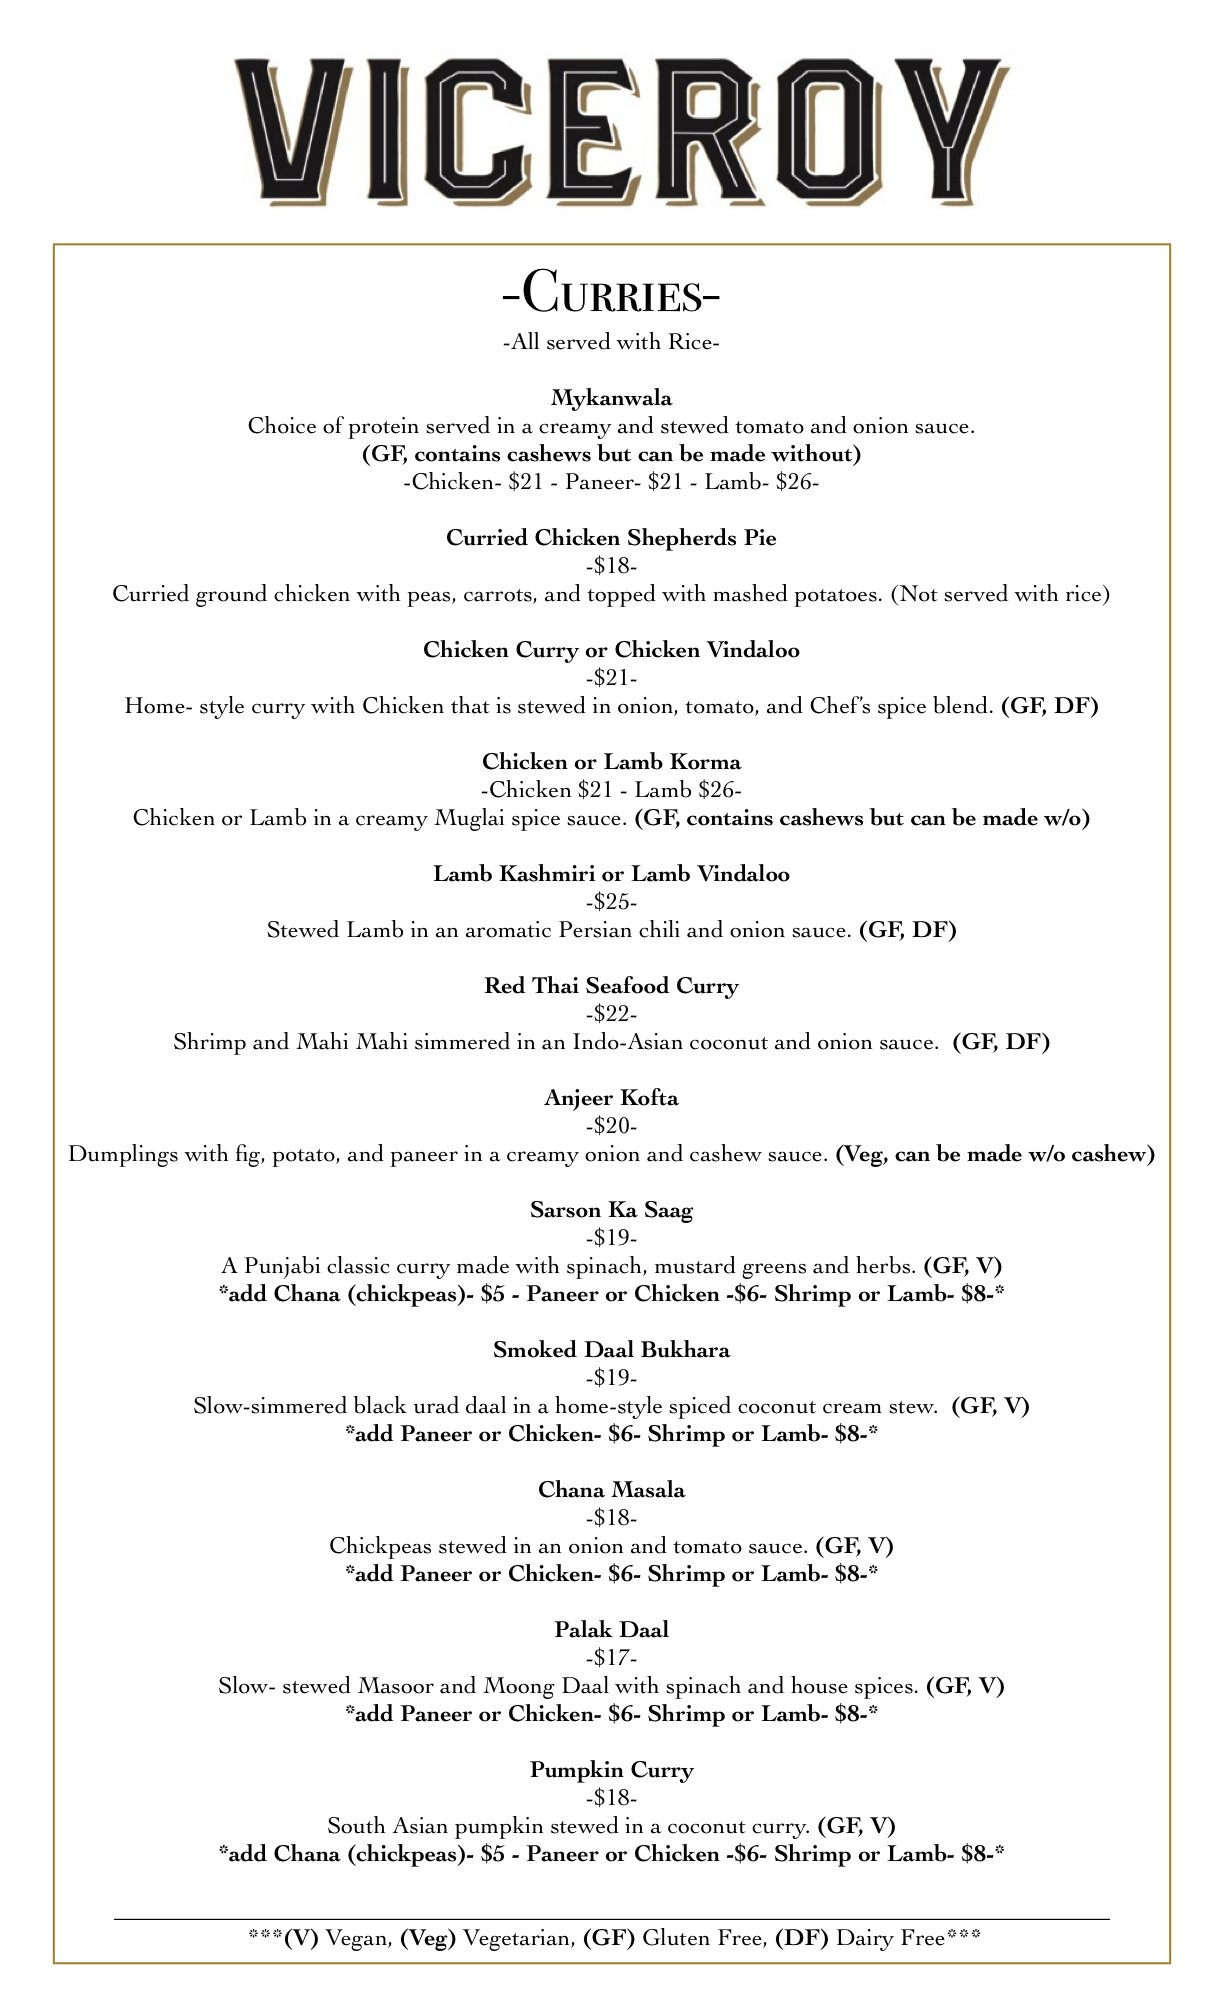 VICEROY
-Curries-
-All served with Rice-
Mykanwala
Choice of protein served in a creamy and stewed tomato and onion sauce.
(GF, contains cashews but can be made without)
-Chicken- $21 - Paneer- $21 - Lamb- $26-
Curried Chicken Shepherds Pie
-$18-
Curried ground chicken with peas, carrots, and topped with mashed potatoes. (Not served with rice)
Chicken Curry or Chicken Vindaloo
-$21-
Home- style curry with Chicken that is stewed in onion, tomato, and Chef's spice blend. (GF, DF)
Chicken or Lamb Korma
-Chicken $21 - Lamb $26-
Chicken or Lamb in a creamy Muglai spice sauce. (GF, contains cashews but can be made w/o)
Lamb Kashmiri or Lamb Vindaloo
-$25-
Stewed Lamb in an aromatic Persian chili and onion sauce. (GF, DF)
Red Thai Seafood Curry
-$22-
Shrimp and Mahi Mahi simmered in an Indo-Asian coconut and onion sauce. (GF, DF)
Anjeer Kofta
-$20-
Dumplings with fig, potato, and paneer in a creamy onion and cashew sauce. (Veg, can be made w/o cashew)
Sarson Ka Saag
-$19-
A Punjabi classic curry made with spinach, mustard greens and herbs. (GF, V)
*add Chana (chickpeas)- $5 - Paneer or Chicken -$6- Shrimp or Lamb- $8-*
Smoked Daal Bukhara
-$19-
Slow-simmered black urad daal in a home-style spiced coconut cream stew. (GF, V)
*add Paneer or Chicken- $6- Shrimp or Lamb- $8-*
Chana Masala
-$18-
Chickpeas stewed in an onion and tomato sauce. (GF, V)
*add Paneer or Chicken- $6- Shrimp or Lamb- $8-*
Palak Daal
-$17-
Slow- stewed Masoor and Moong Daal with spinach and house spices. (GF, V)
*add Paneer or Chicken- $6- Shrimp or Lamb- $8-*
Pumpkin Curry
-$18-
South Asian pumpkin stewed in a coconut curry. (GF, V)
*add Chana (chickpeas)- $5 - Paneer or Chicken -$6- Shrimp or Lamb- $8-*
***(V) Vegan, (Veg) Vegetarian, (GF) Gluten Free, (DF) Dairy Free***